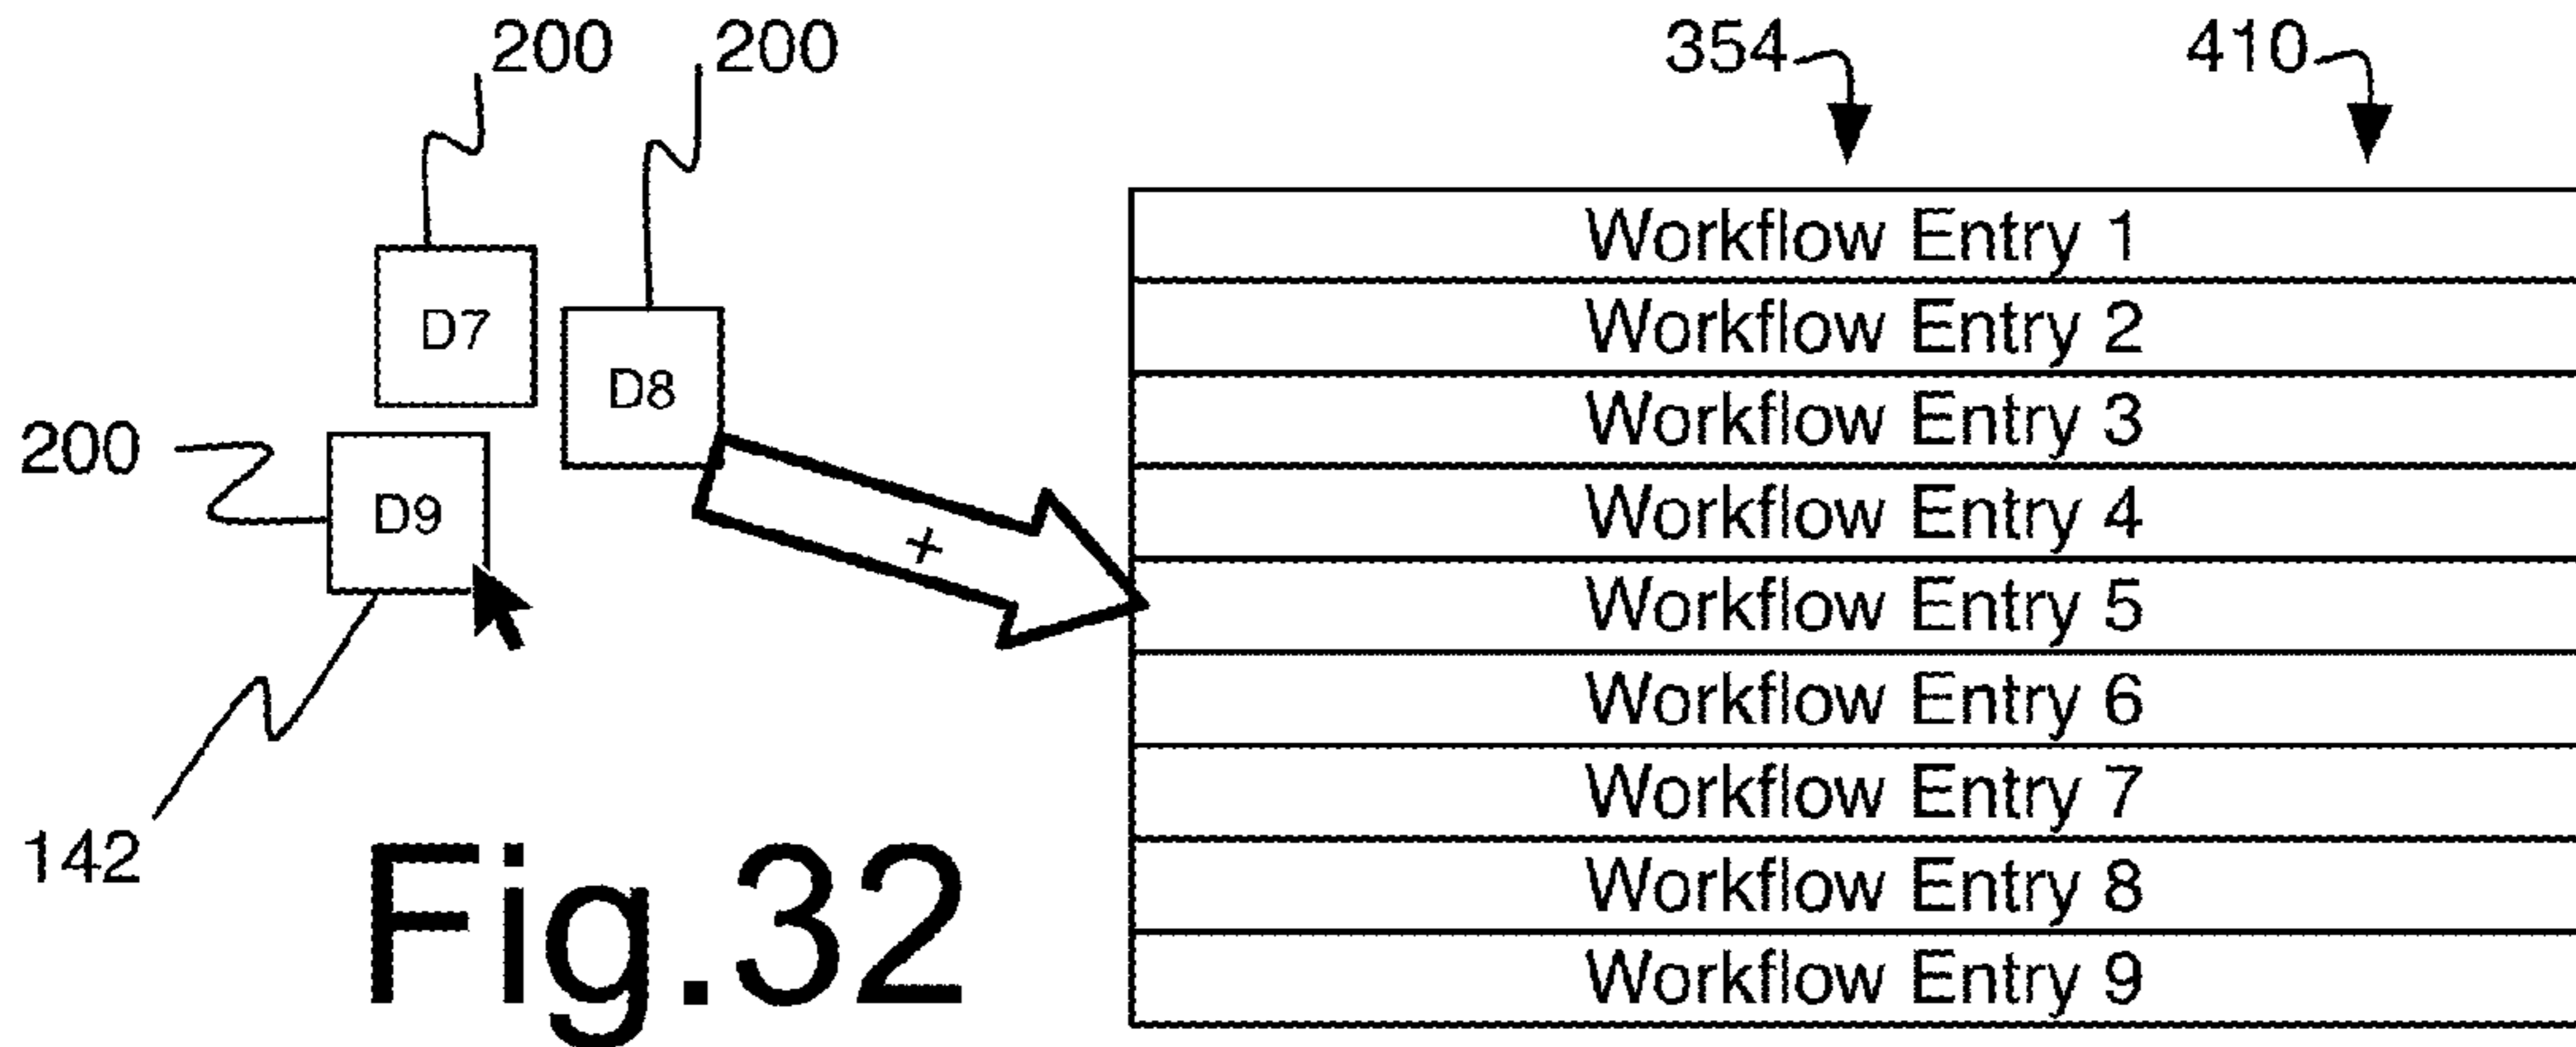 200 200 354 410
D7
D8
200
D9
+
142
Workflow Entry 1
Workflow Entry 2
Workflow Entry 3
Workflow Entry 4
Workflow Entry 5
Workflow Entry 6
Workflow Entry 7
Workflow Entry 8
Workflow Entry 9
Fig.32